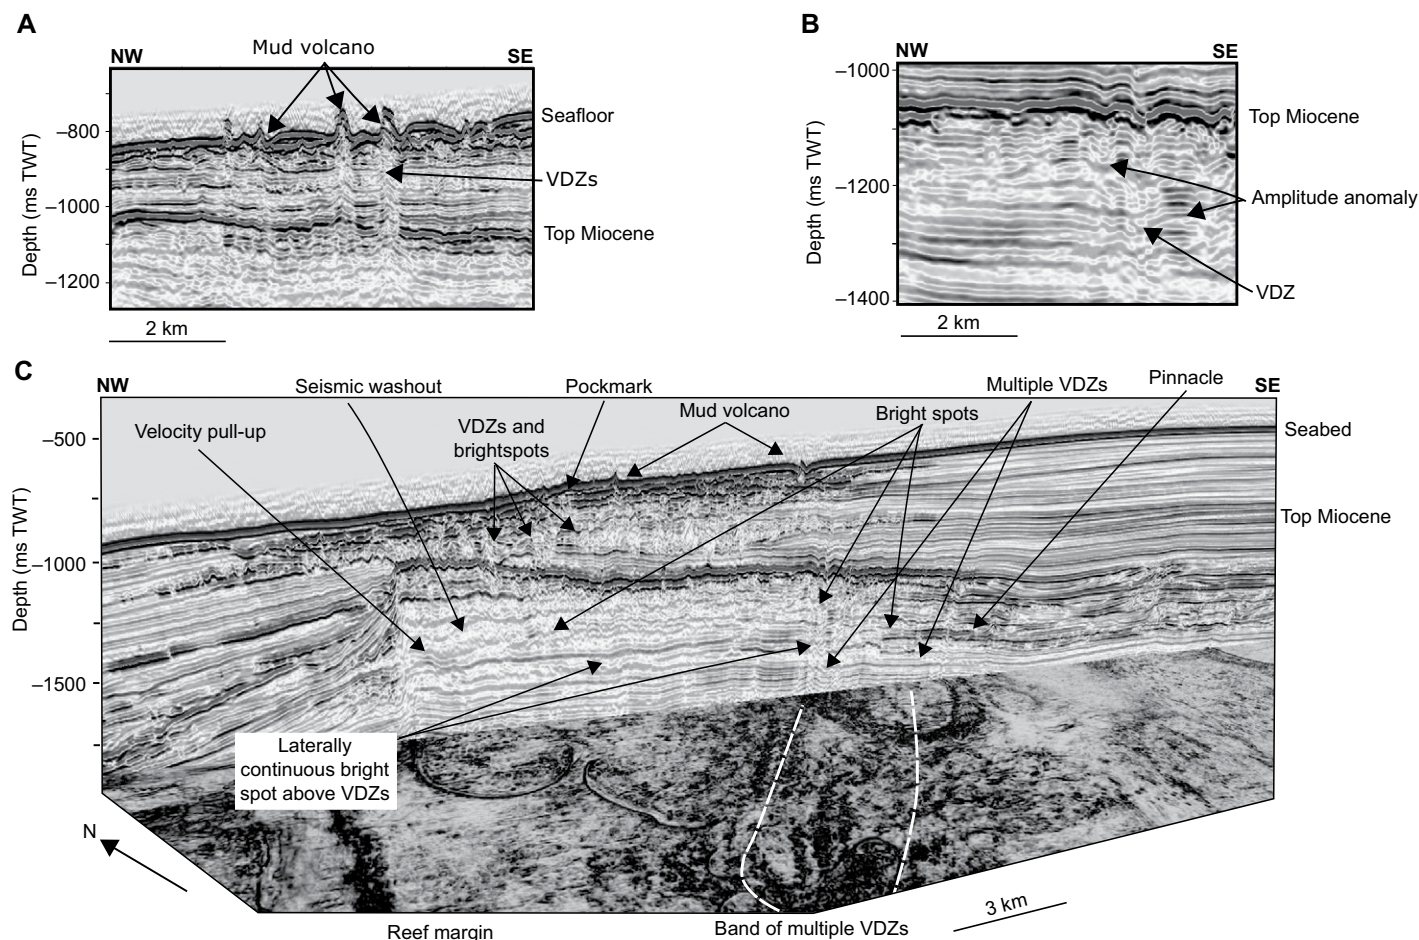 A
B
Mud volcano
NW
SE
NW
SE
Seafloor
–800
–900
–1000
–1200
Depth (ms TWT)
VDZs
Top Miocene
2 km
–1000
–1200
–1400
Depth (ms TWT)
Top Miocene
Amplitude anomaly
VDZ
2 km
C
NW
SE
Seismic washout
Pockmark
Multiple VDZs
Pinnacle
Velocity pull-up
VDZs and
brightspots
Mud volcano
Bright spots
Seabed
Top Miocene
–500
–1000
–1500
Depth (ms TWT)
Laterally
continuous bright
spot above VDZs
N
3 km
Reef margin
Band of multiple VDZs